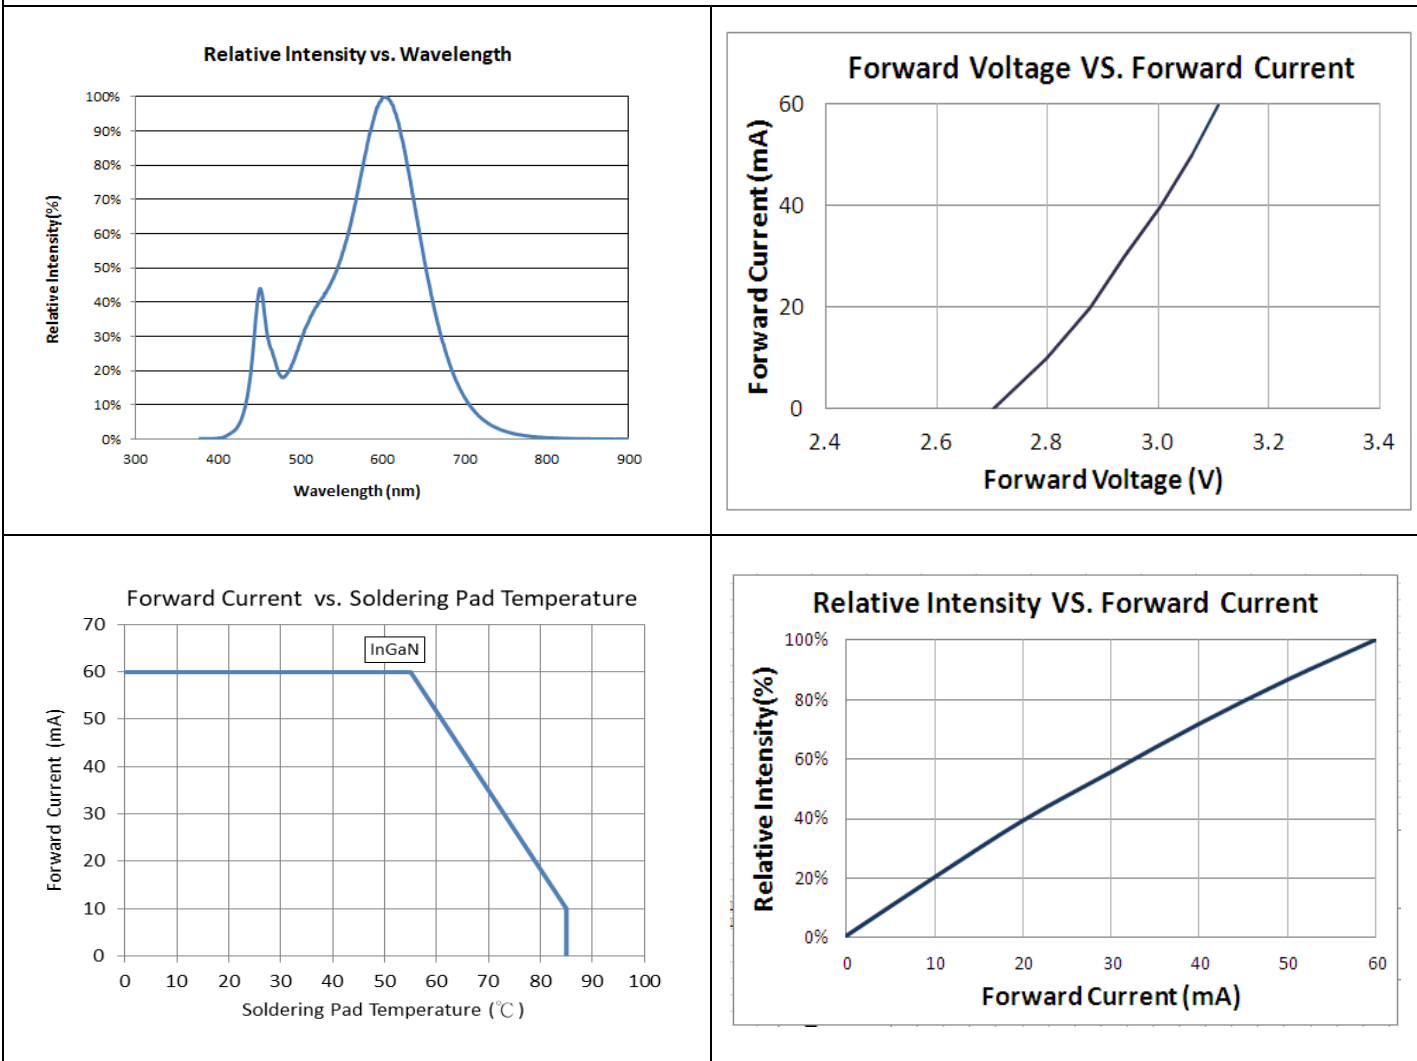 Relative Intensity vs. Wavelength
Relative Intensity(%)
100%
90%
80%
70%
60%
50%
40%
30%
20%
10%
0%
300 400 500 600 700 800 900
Wavelength (nm)
Forward Voltage VS. Forward Current
Forward Current (mA)
60
40
20
0
2.4 2.6 2.8 3.0 3.2 3.4
Forward Voltage (V)
Forward Current vs. Soldering Pad Temperature
InGaN
Forward Current (mA)
70
60
50
40
30
20
10
0
0 10 20 30 40 50 60 70 80 90 100
Soldering Pad Temperature (℃)
Relative Intensity VS. Forward Current
Relative Intensity(%)
100%
80%
60%
40%
20%
0%
0 10 20 30 40 50 60
Forward Current (mA)